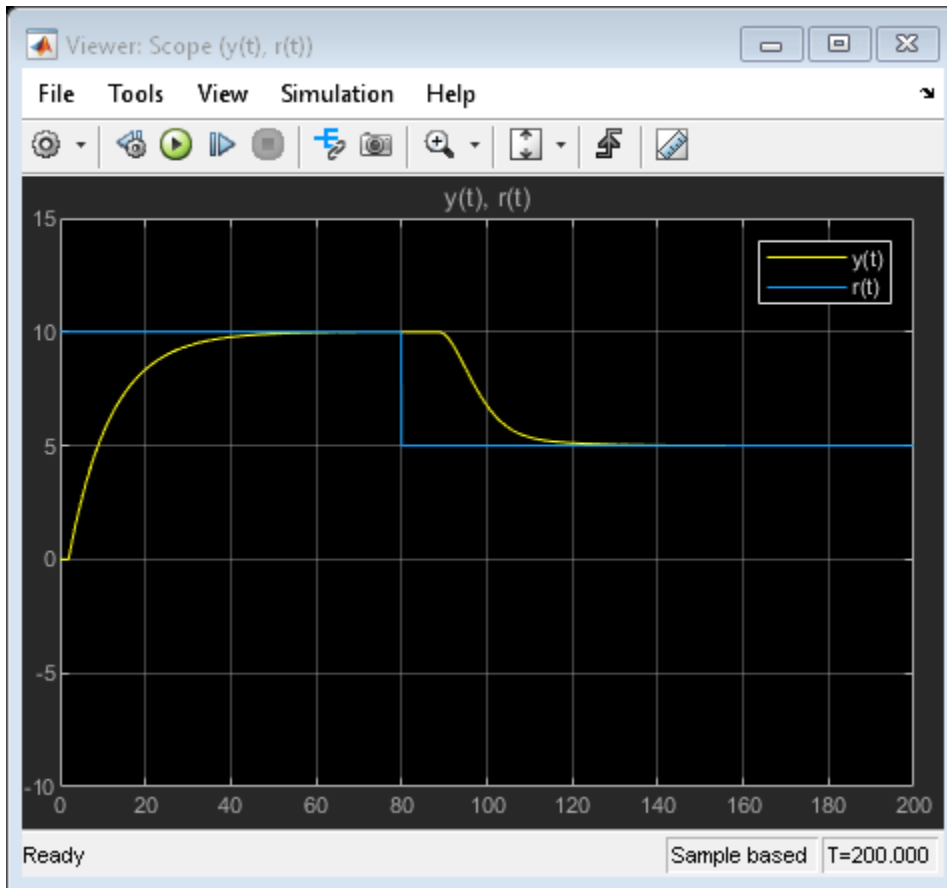 Viewer: Scope (y(t), r(t))
File Tools View Simulation Help
y(t), r(t)
15
y(t)
r(t)
10
5
0
-5
-10
0 20 40 60 80 100 120 140 160 180 200
Ready Sample based T=200.000